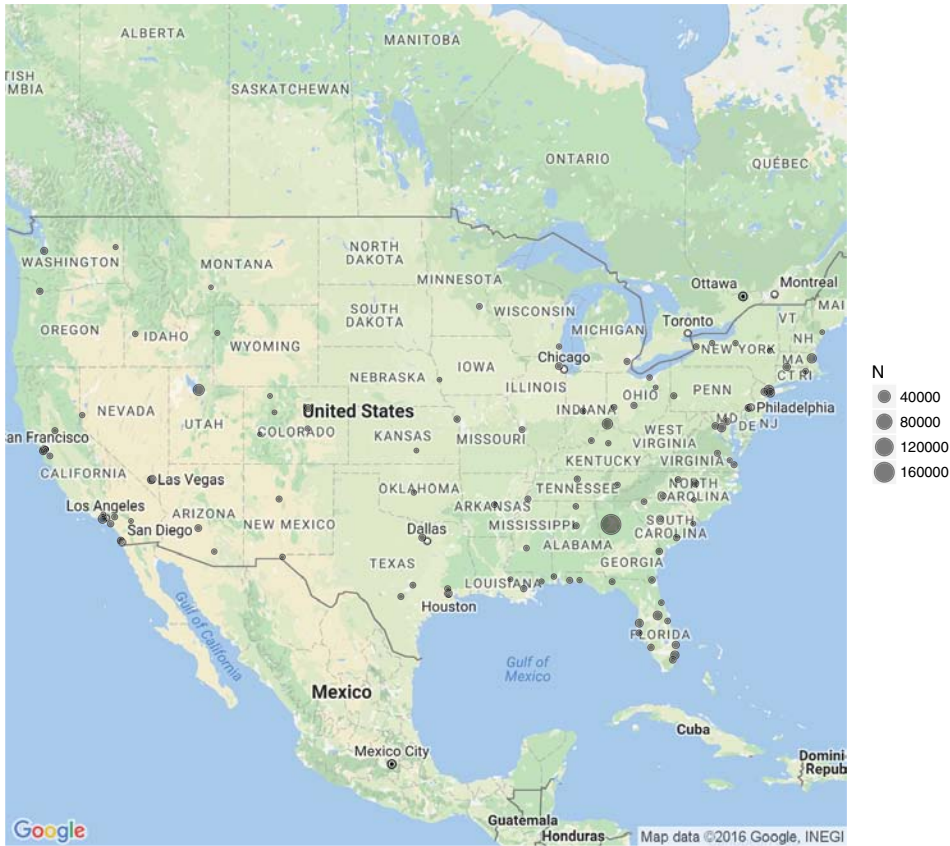 ALBERTA
MANITOBA
TISH
MBIA
SASKATCHEWAN
ONTARIO
QUÉBEC
WASHINGTON
MONTANA
NORTH
DAKOTA
MINNESOTA
Ottawa
Montreal
MAI
VT
OREGON
IDAHO
SOUTH
DAKOTA
WISCONSIN
MICHIGAN
Toronto
NH
WYOMING
NEW YORK
MA
CT RI
Chicago
IOWA
NEBRASKA
ILLINOIS
OHIO
PENN
NEVADA
UTAH
United States
INDIANA
Philadelphia
MD
DE NJ
an Francisco
COLORADO
KANSAS
MISSOURI
WEST
VIRGINIA
CALIFORNIA
Las Vegas
KENTUCKY
VIRGINIA
OKLAHOMA
TENNESSEE
NORTH
CAROLINA
Los Angeles
ARIZONA
NEW MEXICO
ARKANSAS
San Diego
Dallas
MISSISSIPPI
SOUTH
CAROLINA
ALABAMA
TEXAS
GEORGIA
LOUISIANA
Houston
Gulf of California
FLORIDA
Gulf of
Mexico
Mexico
Cuba
Mexico City
Domini
Repub
Guatemala
Honduras
Google
Map data ©2016 Google, INEGI
N
40000
80000
120000
160000